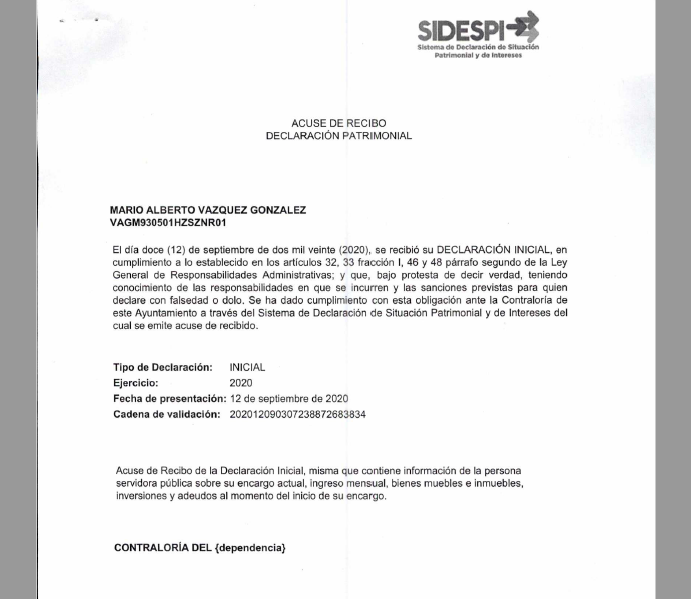 SIDESPI
Sistema de Declaración de Situación
Patrimonial y de Intereses
ACUSE DE RECIBO
DECLARACIÓN PATRIMONIAL
MARIO ALBERTO VAZQUEZ GONZALEZ
VAGM930501HZSZNR01
El día doce (12) de septiembre de dos mil veinte (2020), se recibió su DECLARACIÓN INICIAL, en
cumplimiento a lo establecido en los artículos 32, 33 fracción I, 46 y 48 párrafo segundo de la Ley
General de Responsabilidades Administrativas; y que, bajo protesta de decir verdad, teniendo
conocimiento de las responsabilidades en que se incurren y las sanciones previstas para quien
declare con falsedad o dolo. Se ha dado cumplimiento con esta obligación ante la Contraloría de
este Ayuntamiento a través del Sistema de Declaración de Situación Patrimonial y de Intereses del
cual se emite acuse de recibido.
Tipo de Declaración: INICIAL
Ejercicio: 2020
Fecha de presentación: 12 de septiembre de 2020
Cadena de validación: 202012090307238872683834
Acuse de Recibo de la Declaración Inicial, misma que contiene información de la persona
servidora pública sobre su encargo actual, ingreso mensual, bienes muebles e inmuebles,
inversiones y adeudos al momento del inicio de su encargo.
CONTRALORÍA DEL {dependencia}